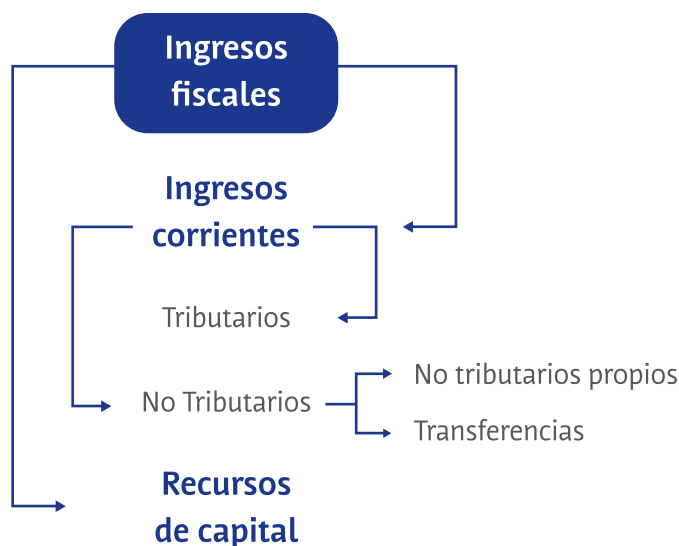 Ingresos
fiscales
Ingresos
corrientes
Tributarios
No Tributarios
No tributarios propios
Transferencias
Recursos
de capital